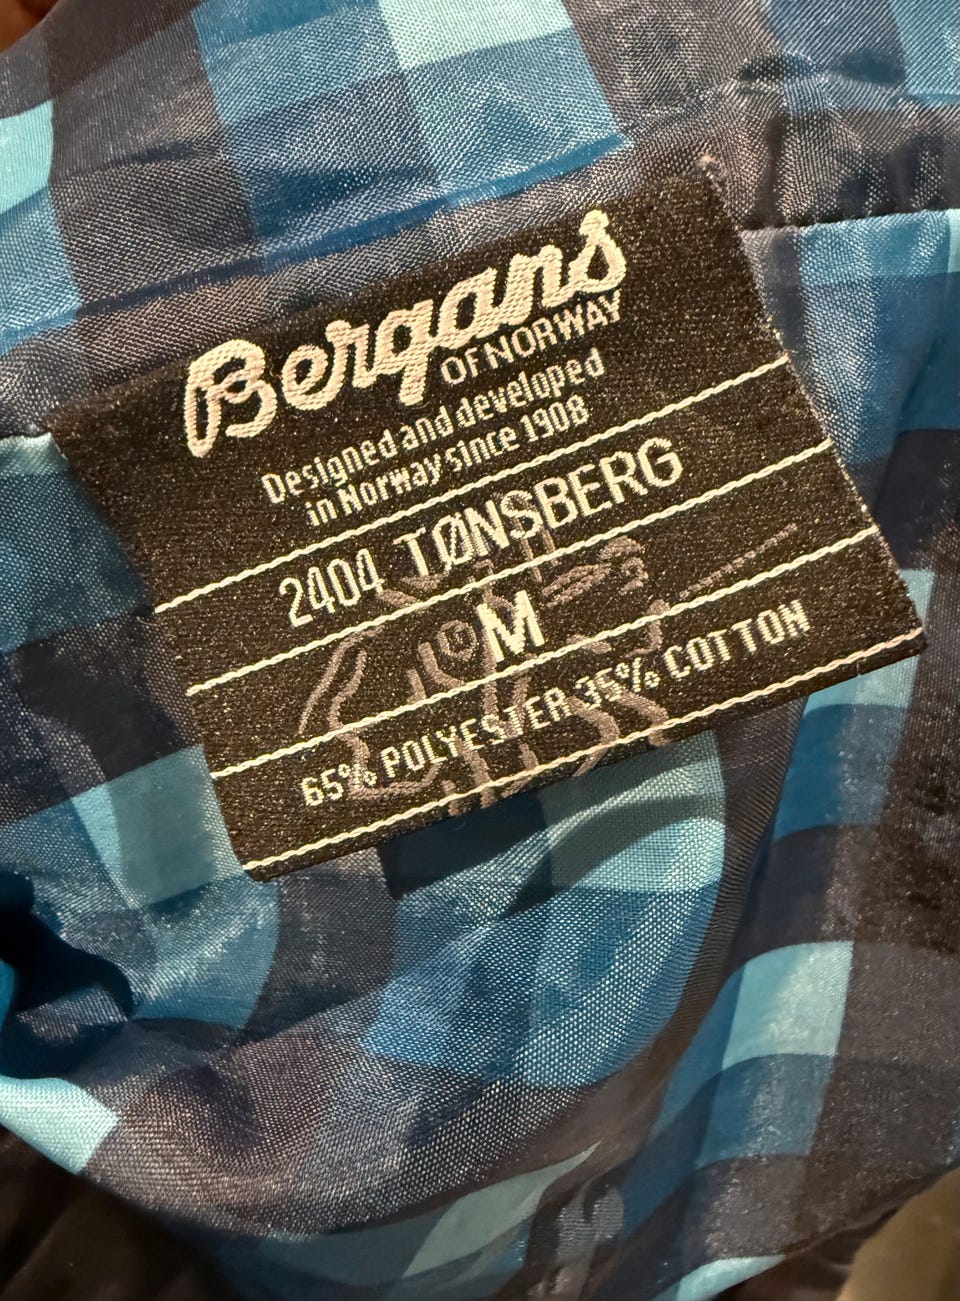 Bergans
OF NORWAY
Designed and developed
in Norway since 1908
2404 TØNSBERG
M
65% POLYESTER 35% COTTON